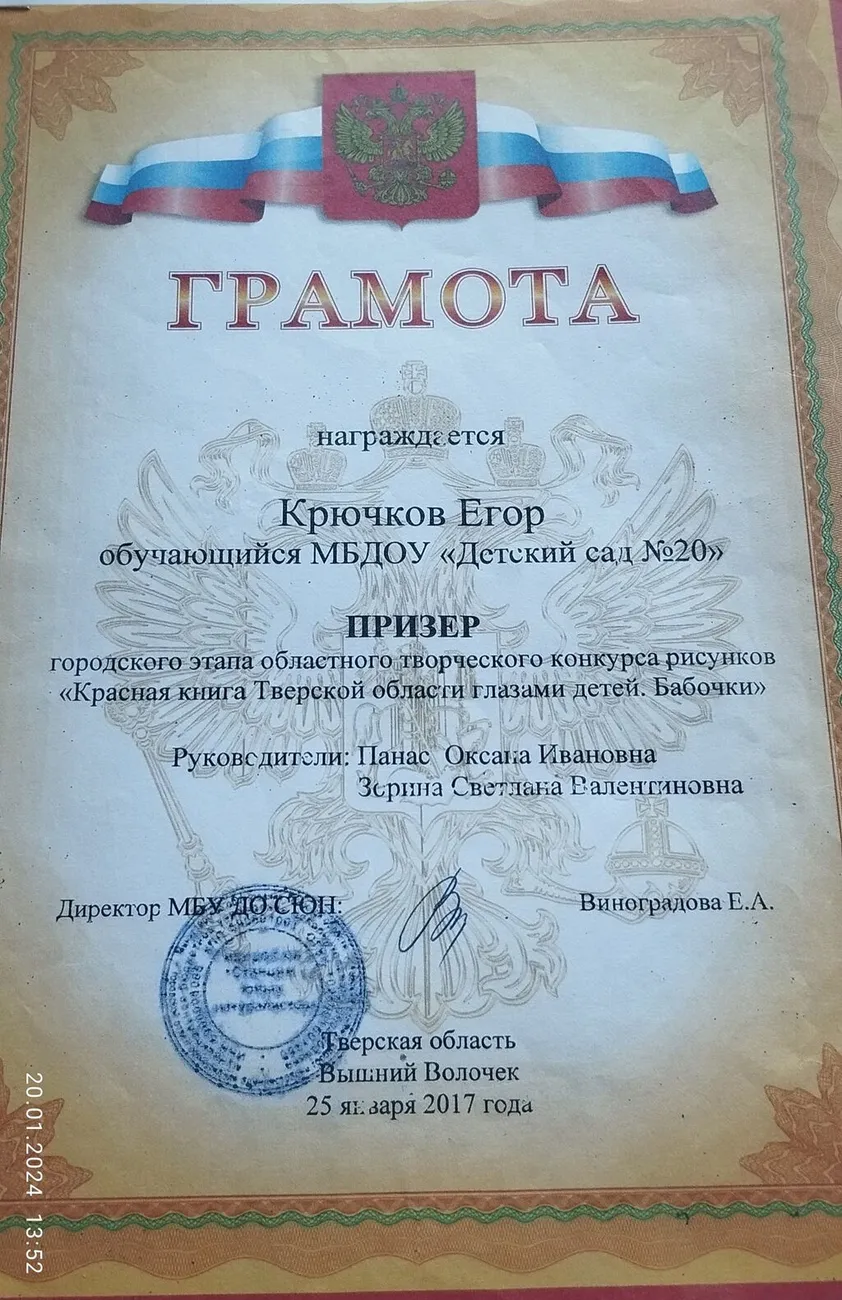 ГРАМОТА
награждается
Крючков Егор
обучающийся МБДОУ «Детский сад №20»
ПРИЗЕР
городского этапа областного творческого конкурса рисунков
«Красная книга Тверской области глазами детей. Бабочки»
Руководители: Панас Оксана Ивановна
Зорина Светлана Валентиновна
Директор МБУ ДО СЮН:
Виноградова Е.А.
Тверская область
Вышний Волочек
25 января 2017 года
20.01.2024 13:52